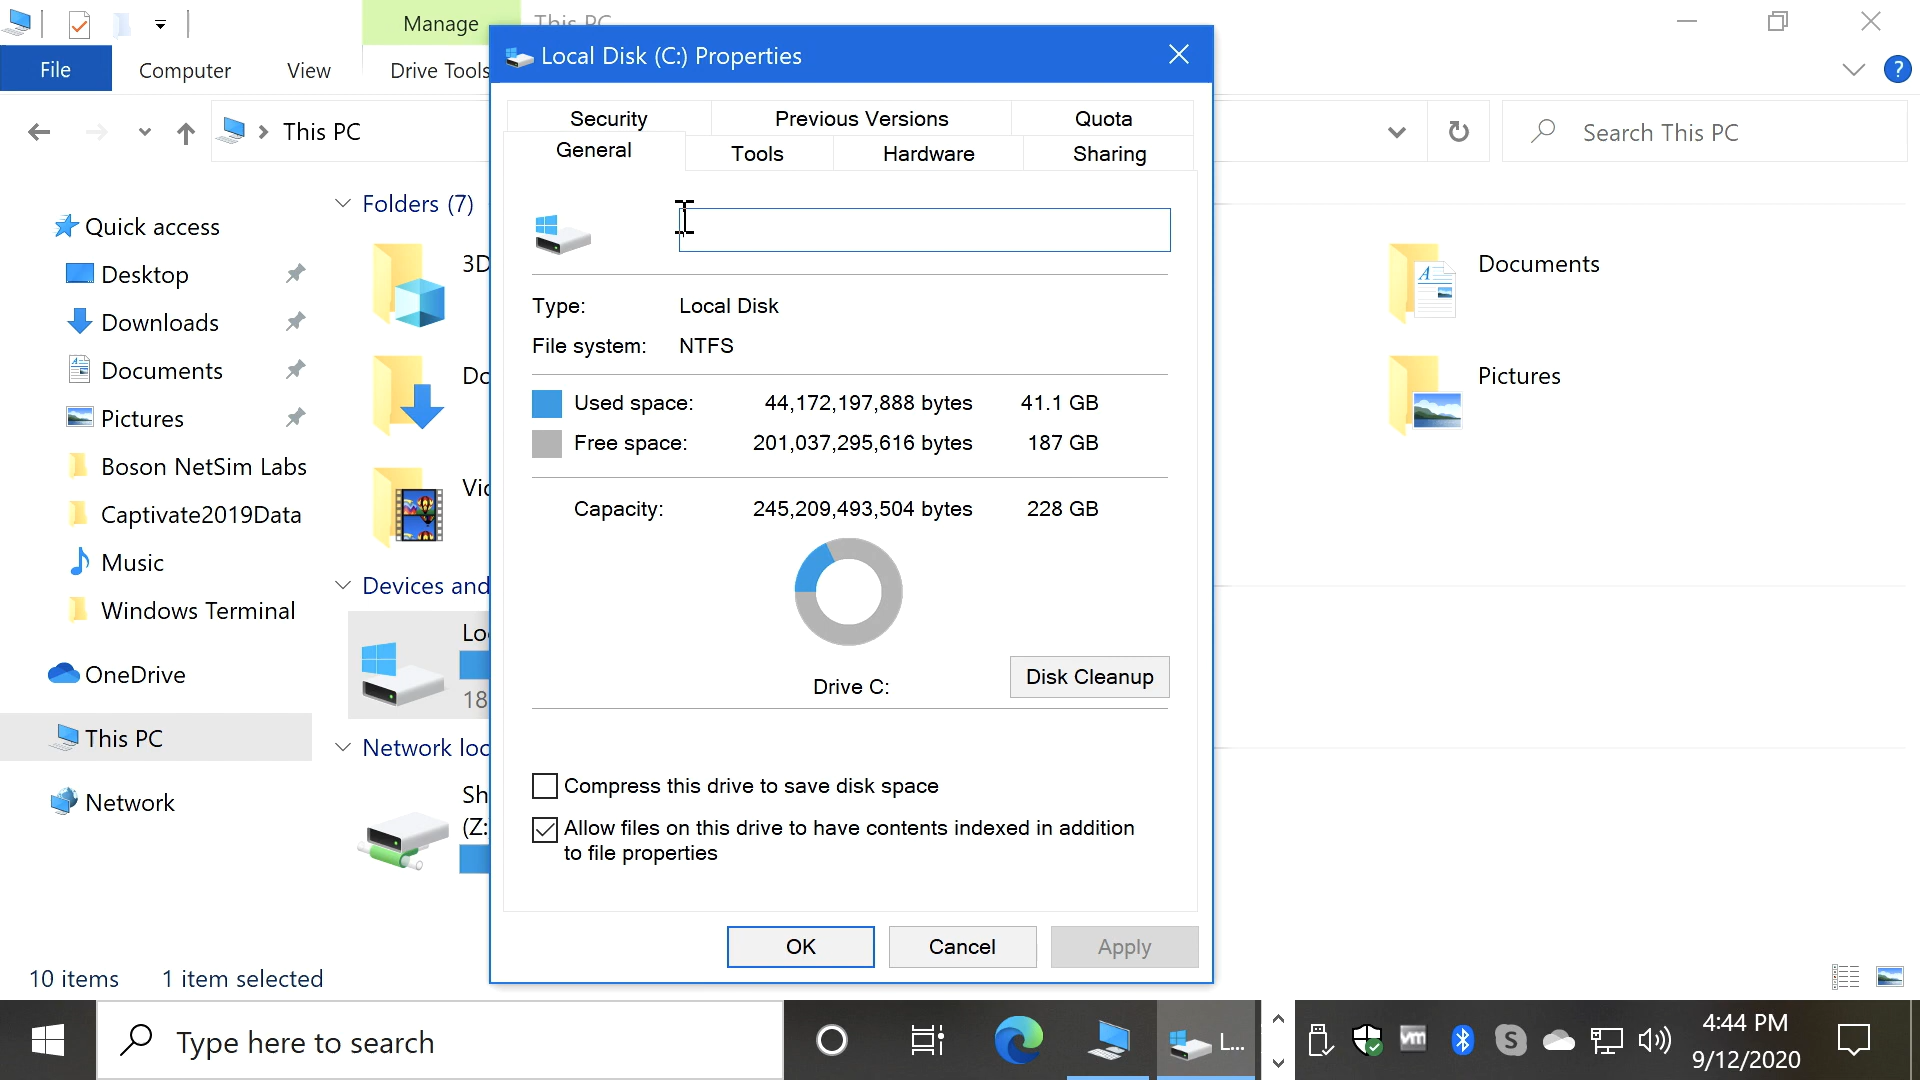 Manage
This PC
Local Disk (C:) Properties
File
Computer
View
Drive Tools
?
This PC
Search This PC
Security
Previous Versions
Quota
General
Tools
Hardware
Sharing
Quick access
Desktop
Downloads
Documents
Pictures
Boson NetSim Labs
Captivate2019Data
Music
Windows Terminal
OneDrive
This PC
Network
Folders (7)
3D
Documents
Pictures
Devices and
18
Network loc
Sh
(Z:
Type: Local Disk
File system: NTFS
Used space: 44,172,197,888 bytes 41.1 GB
Free space: 201,037,295,616 bytes 187 GB
Capacity: 245,209,493,504 bytes 228 GB
Drive C:
Disk Cleanup
Compress this drive to save disk space
Allow files on this drive to have contents indexed in addition
to file properties
OK
Cancel
Apply
10 items
1 item selected
Type here to search
L...
vm
4:44 PM
9/12/2020